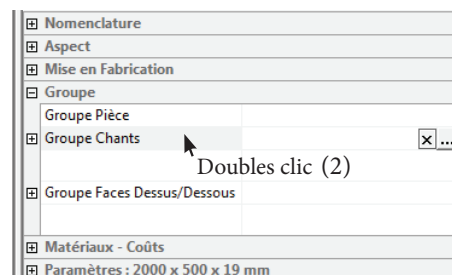 Nomenclature
Aspect
Mise en Fabrication
Groupe
Groupe Pièce
Groupe Chants
Doubles clic (2)
Groupe Faces Dessus/Dessous
Matériaux - Coûts
Paramètres : 2000 x 500 x 19 mm